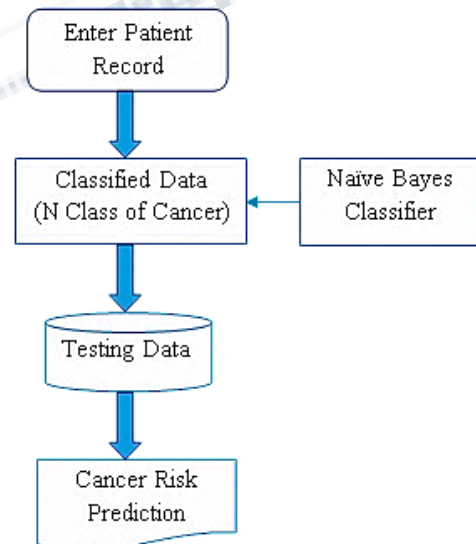 Enter Patient
Record
Classified Data
(N Class of Cancer)
Naïve Bayes
Classifier
Testing Data
Cancer Risk
Prediction